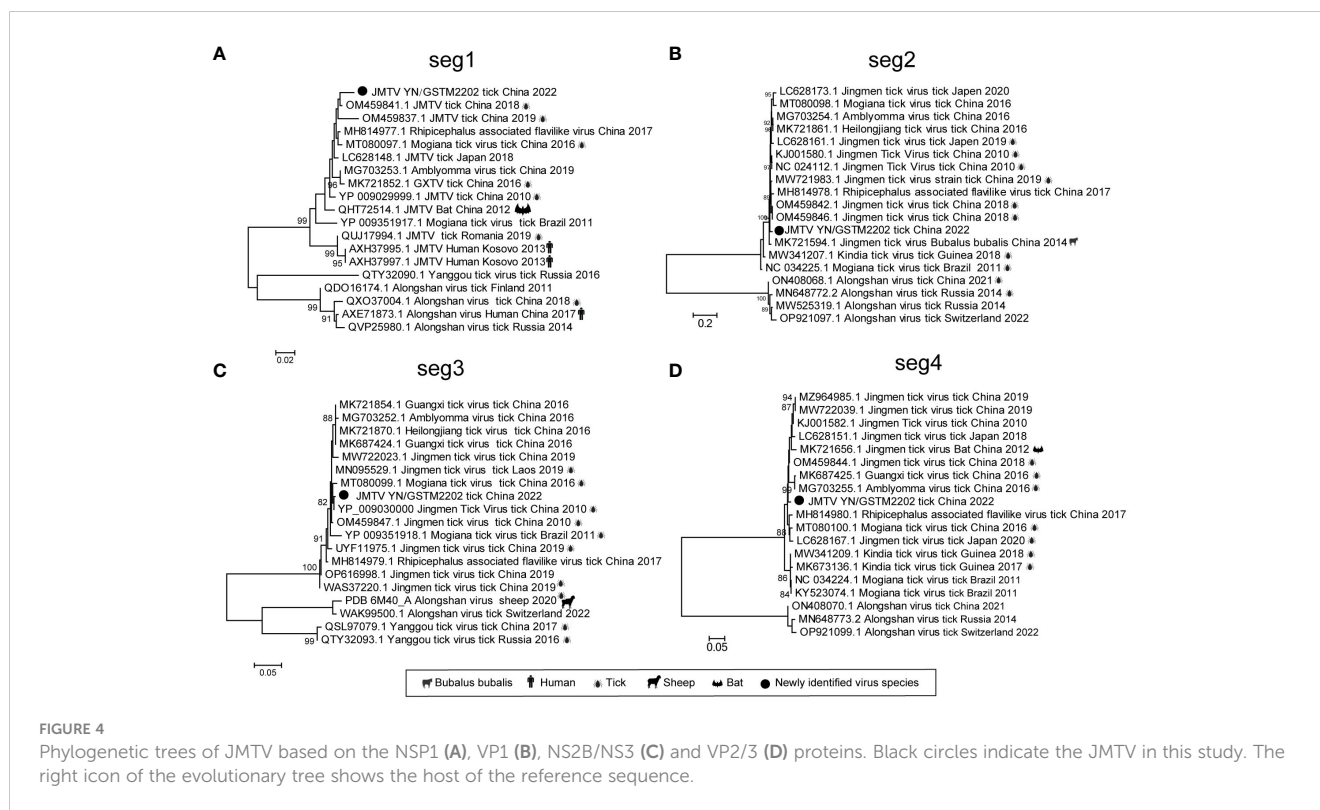 A
seg1
JMTV YN/GSTM2202 tick China 2022
OM459841.1 JMTV tick China 2018
OM459837.1 JMTV tick China 2019
MH814977.1 Rhipicephalus associated flavilike virus China 2017
MT080097.1 Mogiana tick virus tick China 2016
LC628148.1 JMTV tick Japan 2018
MG703253.1 Amblyomma tick China 2019
96
MK721852.1 GXTV tick China 2016
YP 009029999.1 JMTV tick China 2010
QHT72514.1 JMTV Bat China 2012
99
YP 009351917.1 Mogiana tick virus tick Brazil 2011
QUJ17994.1 JMTV tick Romania 2019
99
AXH37995.1 JMTV Human Kosovo 2013
95
AXH37997.1 JMTV Human Kosovo 2013
QTY32090.1 Yanggou tick virus tick Russia 2016
QDO16174.1 Alongshan virus tick Finland 2011
99
QXO37004.1 Alongshan virus tick China 2018
91
AXE71873.1 Alongshan virus Human China 2017
QVP25980.1 Alongshan virus tick Russia 2014
0.02
B
seg2
95
LC628173.1 Jingmen tick virus tick Japen 2020
MT080098.1 Mogiana tick virus tick China 2016
92
MG703254.1 Amblyomma virus tick China 2016
96
MK721861.1 Heilongjiang tick virus tick China 2016
LC628161.1 Jingmen tick virus tick Japen 2019
KJ001580.1 Jingmen Tick Virus tick China 2010
97
NC 024112.1 Jingmen Tick Virus tick China 2010
MW721983.1 Jingmen tick virus strain tick China 2019
89
MH814978.1 Rhipicephalus associated flavilike virus China 2017
OM459842.1 Jingmen tick virus tick China 2018
100
OM459846.1 Jingmen tick virus tick China 2018
JMTV YN/GSTM2202 tick China 2022
MK721594.1 Jingmen tick virus Bubalus bubalis China 2014
MW341207.1 Kindia tick virus tick Guinea 2018
NC 034225.1 Mogiana tick virus tick Brazil 2011
ON408068.1 Alongshan virus tick China 2021
100
MN648772.2 Alongshan virus tick Russia 2014
89
MW525319.1 Alongshan virus tick Russia 2014
OP921097.1 Alongshan virus tick Switzerland 2022
0.2
C
seg3
MK721854.1 Guangxi tick virus tick China 2016
88
MG703252.1 Amblyomma tick virus tick China 2016
MK721870.1 Heilongjiang tick virus tick China 2016
MK687424.1 Guangxi tick virus tick China 2016
MW722023.1 Jingmen tick virus tick China 2019
MN095529.1 Jingmen tick virus tick Laos 2019
MT080099.1 Mogiana tick virus tick China 2016
82
JMTV YN/GSTM2202 tick China 2022
YP_009030000 Jingmen Tick Virus tick China 2010
OM459847.1 Jingmen tick virus tick China 2010
YP 009351918.1 Mogiana tick virus tick Brazil 2011
91
UYF11975.1 Jingmen tick virus tick China 2019
MH814979.1 Rhipicephalus associated flavilike virus tick China 2017
100
OP616998.1 Jingmen tick virus tick China 2019
WAS37220.1 Jingmen tick virus tick China 2019
PDB 6M40_A Alongshan virus sheep 2020
WAK99500.1 Alongshan virus tick Switzerland 2022
QSL97079.1 Yanggou tick virus tick China 2017
99
QTY32093.1 Yanggou tick virus tick Russia 2016
0.05
D
seg4
94
MZ964985.1 Jingmen tick virus tick China 2019
87
MW722039.1 Jingmen tick virus tick China 2019
KJ001582.1 Jingmen Tick virus tick China 2010
LC628151.1 Jingmen tick virus tick Japan 2018
MK721656.1 Jingmen tick virus Bat China 2012
OM459844.1 Jingmen tick virus tick China 2018
MK687425.1 Guangxi tick virus tick China 2016
99
MG703255.1 Amblyomma virus tick China 2016
JMTV YN/GSTM2202 tick China 2022
MH814980.1 Rhipicephalus associated flavilike virus tick China 2017
MT080100.1 Mogiana tick virus tick China 2016
88
LC628167.1 Jingmen tick virus tick Japen 2020
MW341209.1 Kindia tick virus tick Guinea 2018
MK673136.1 Kindia tick virus tick Guinea 2017
86
NC 034224.1 Mogiana tick virus tick Brazil 2011
84
KY523074.1 Mogiana tick virus tick Brazil 2011
ON408070.1 Alongshan virus tick China 2021
MN648773.2 Alongshan virus tick Russia 2014
OP921099.1 Alongshan virus tick Switzerland 2022
0.05
Bubalus bubalis Human Tick Sheep Bat Newly identified virus species
FIGURE 4
Phylogenetic trees of JMTV based on the NSP1 (A), VP1 (B), NS2B/NS3 (C) and VP2/3 (D) proteins. Black circles indicate the JMTV in this study. The
right icon of the evolutionary tree shows the host of the reference sequence.